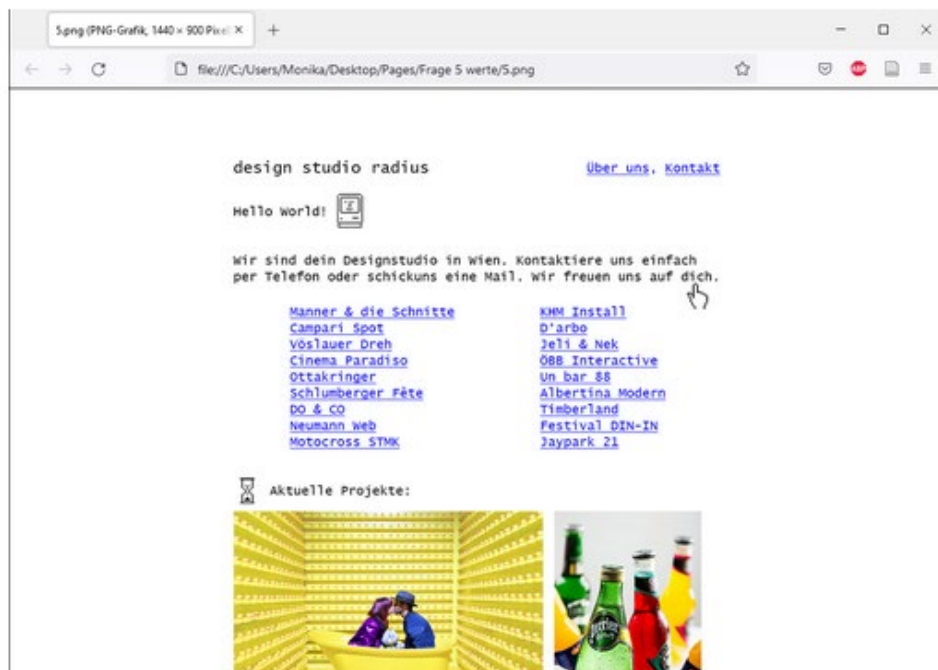 5.png (PNG-Grafik, 1440 × 900 Pixel
file:///C:/Users/Monika/Desktop/Pages/Frage 5 werte/5.png
ABP
design studio radius
Über uns, Kontakt
Hello World!
Wir sind dein Designstudio in Wien. Kontaktiere uns einfach
per Telefon oder schickuns eine Mail. Wir freuen uns auf dich.
Manner & die Schnitte
Campari Spot
Vöslauer Dreh
Cinema Paradiso
Ottakringer
Schlumberger Fête
DO & CO
Neumann Web
Motocross STMK
KHM Install
D'arbo
Jeli & Nek
ÖBB Interactive
Un bar 88
Albertina Modern
Timberland
Festival DIN-IN
Jaypark 21
Aktuelle Projekte:
Perrier